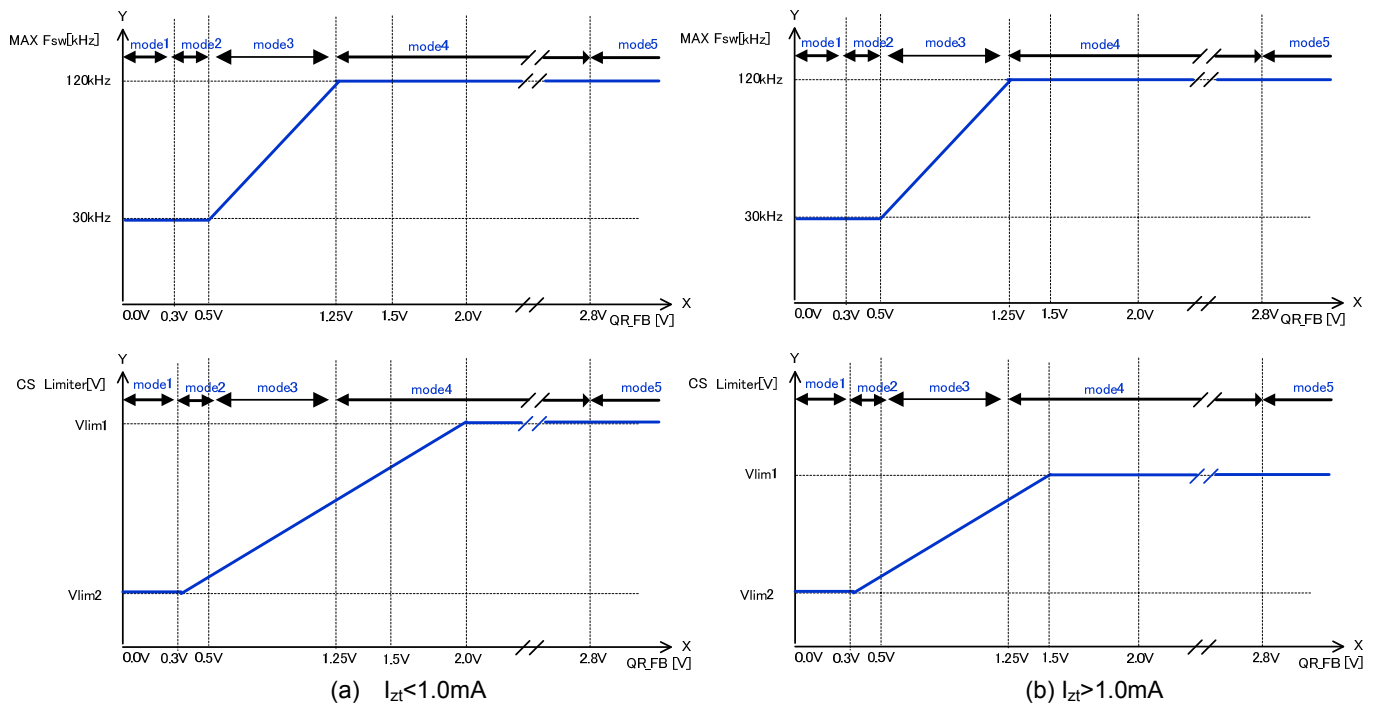 Y
MAX Fsw[kHz]
mode1 mode2 mode3 mode4 mode5
120kHz
30kHz
0.0V 0.3V 0.5V 1.25V 1.5V 2.0V 2.8V
X
QR_FB [V]
Y
MAX Fsw[kHz]
mode1 mode2 mode3 mode4 mode5
120kHz
30kHz
0.0V 0.3V 0.5V 1.25V 1.5V 2.0V 2.8V
X
QR_FB [V]
Y
CS Limiter[V]
mode1 mode2 mode3 mode4 mode5
Vlim1
Vlim2
0.0V 0.3V 0.5V 1.25V 1.5V 2.0V 2.8V
X
QR_FB [V]
(a) Izt<1.0mA
Y
CS Limiter[V]
mode1 mode2 mode3 mode4 mode5
Vlim1
Vlim2
0.0V 0.3V 0.5V 1.25V 1.5V 2.0V 2.8V
X
QR_FB [V]
(b) Izt>1.0mA